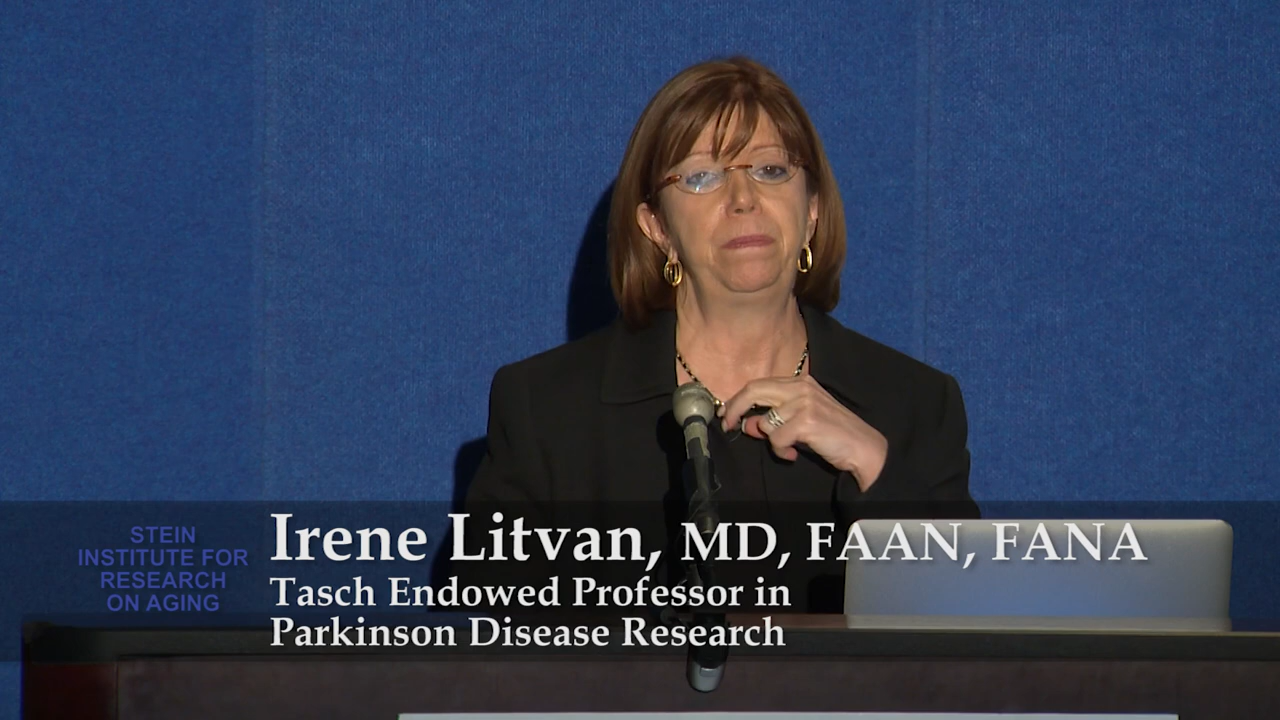 STEIN
INSTITUTE FOR
RESEARCH
ON AGING
Irene Litvan, MD, FAAN, FANA
Tasch Endowed Professor in
Parkinson Disease Research